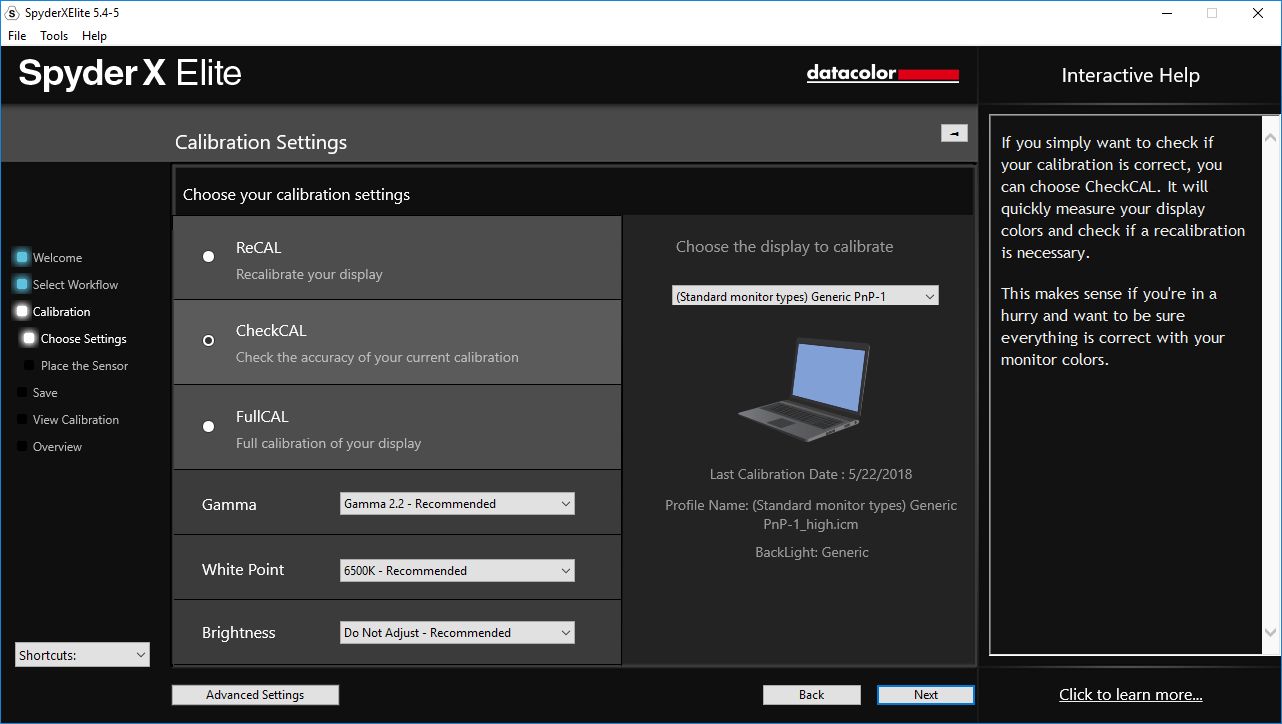 SpyderXElite 5.4-5
File Tools Help
Spyder X Elite
datacolor
Interactive Help
Calibration Settings
Choose your calibration settings
Welcome
Select Workflow
Calibration
Choose Settings
Place the Sensor
Save
View Calibration
Overview
Shortcuts:
ReCAL
Recalibrate your display
CheckCAL
Check the accuracy of your current calibration
FullCAL
Full calibration of your display
Gamma
Gamma 2.2 - Recommended
White Point
6500K - Recommended
Brightness
Do Not Adjust - Recommended
Choose the display to calibrate
(Standard monitor types) Generic PnP-1
Last Calibration Date : 5/22/2018
Profile Name: (Standard monitor types) Generic
PnP-1_high.icm
BackLight: Generic
If you simply want to check if
your calibration is correct, you
can choose CheckCAL. It will
quickly measure your display
colors and check if a recalibration
is necessary.
This makes sense if you're in a
hurry and want to be sure
everything is correct with your
monitor colors.
Advanced Settings
Back
Next
Click to learn more...